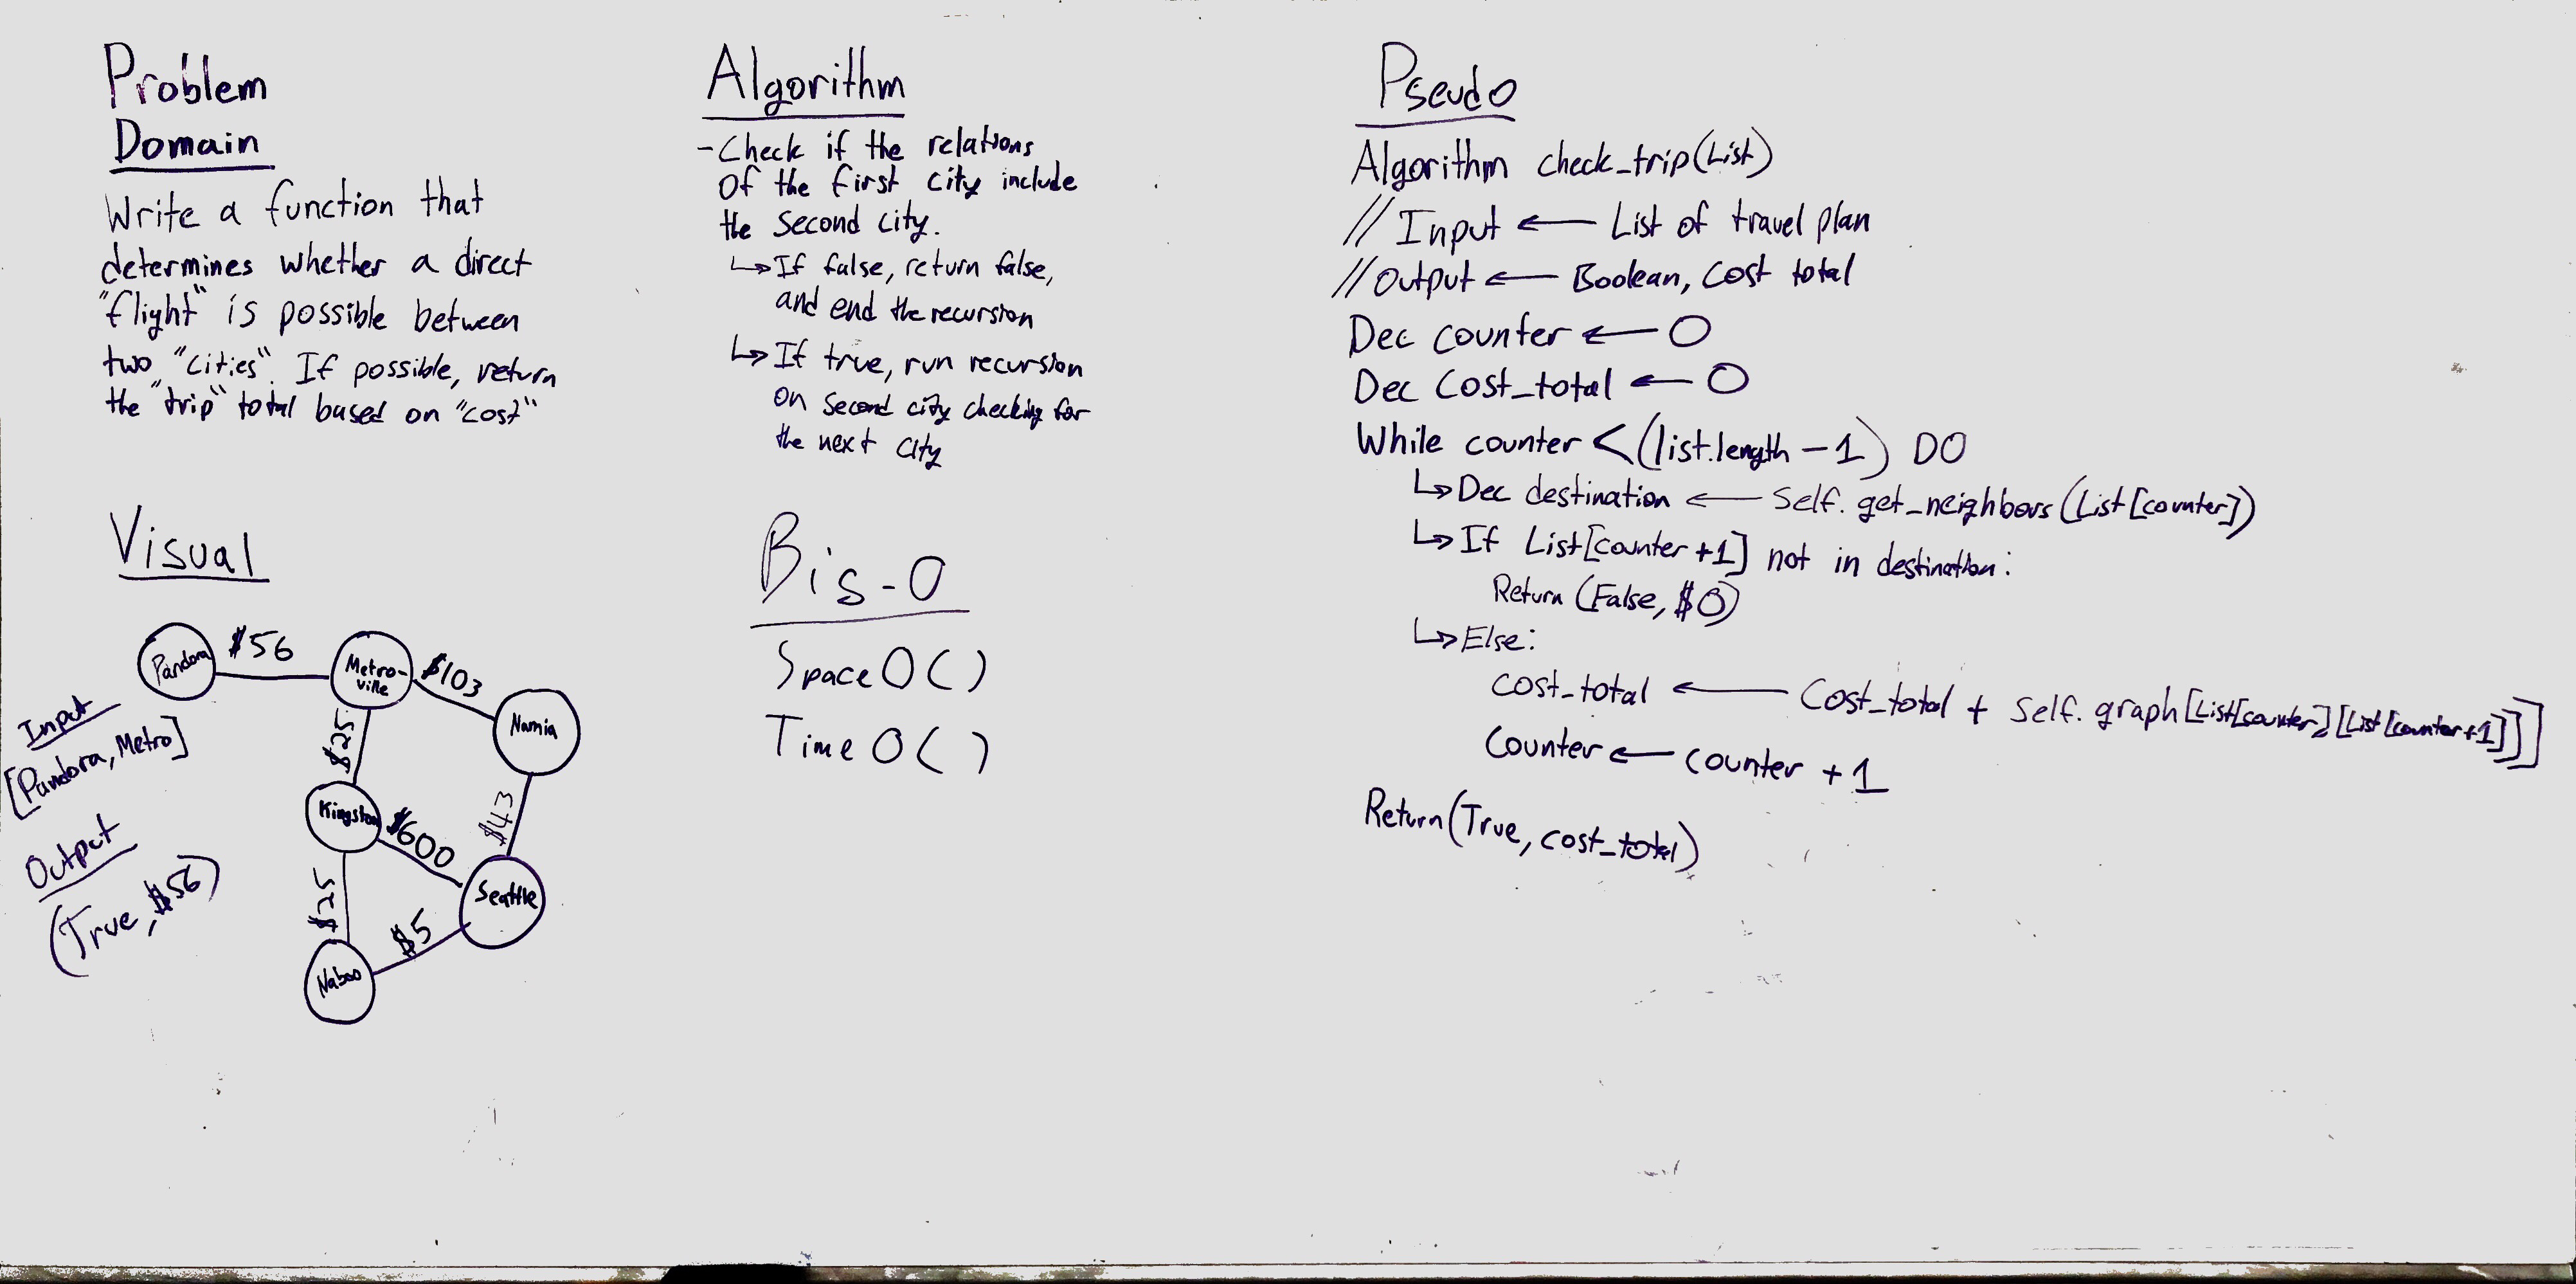 Problem
Domain
Write a function that
determines whether a direct
"flight" is possible between
two "cities". If possible, return
the "trip" total based on "cost"
Visual
Pandora
$56
Metro-
ville
$103
Narnia
$25
$43
Kingston
$600
Seattle
$25
$5
Naboo
Input
[Pandora, Metro]
Output
(True, $56)
Algorithm
- Check if the relations
of the first city include
the second city.
↳ If false, return false,
and end the recursion
↳ If true, run recursion
on second city checking for
the next city
Big-O
Space O( )
Time O( )
Pseudo
Algorithm check_trip(List)
// Input ← List of travel plan
// Output ← Boolean, Cost total
Dec counter ← 0
Dec Cost_total ← 0
While counter < (list.length - 1) DO
↳ Dec destination ← Self.get_neighbors(List[counter])
↳ If List[counter +1] not in destination:
Return (False, $0)
↳ Else:
cost_total ← Cost_total + Self.graph[List[counter][List[counter+1]]]
Counter ← counter +1
Return (True, cost_total)